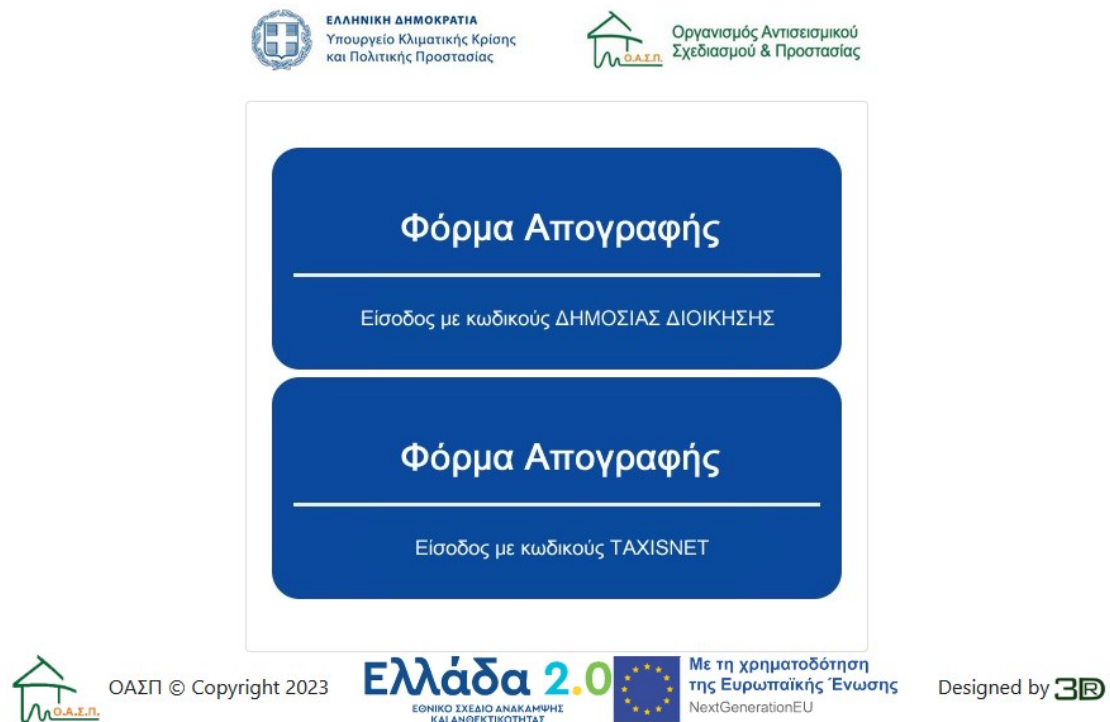 ΕΛΛΗΝΙΚΗ ΔΗΜΟΚΡΑΤΙΑ
Υπουργείο Κλιματικής Κρίσης
και Πολιτικής Προστασίας
Ο.Α.Σ.Π.
Οργανισμός Αντισεισμικού
Σχεδιασμού & Προστασίας
Φόρμα Απογραφής
Είσοδος με κωδικούς ΔΗΜΟΣΙΑΣ ΔΙΟΙΚΗΣΗΣ
Φόρμα Απογραφής
Είσοδος με κωδικούς TAXISNET
Ο.Α.Σ.Π.
ΟΑΣΠ © Copyright 2023
Ελλάδα 2.0
ΕΘΝΙΚΟ ΣΧΕΔΙΟ ΑΝΑΚΑΜΨΗΣ
ΚΑΙ ΑΝΘΕΚΤΙΚΟΤΗΤΑΣ
Με τη χρηματοδότηση
της Ευρωπαϊκής Ένωσης
NextGenerationEU
Designed by 3R